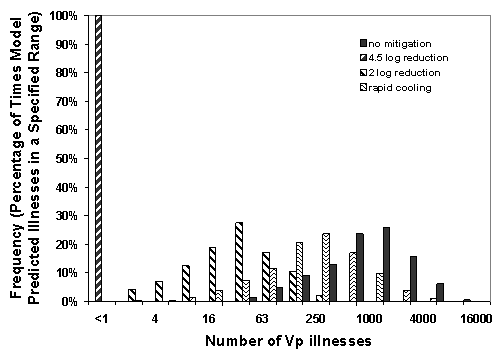 Frequency (Percentage of Times Model
Predicted Illnesses in a Specified Range)
100%
90%
80%
70%
60%
50%
40%
30%
20%
10%
0%
no mitigation
4.5 log reduction
2 log reduction
rapid cooling
<1 4 16 63 250 1000 4000 16000
Number of Vp illnesses